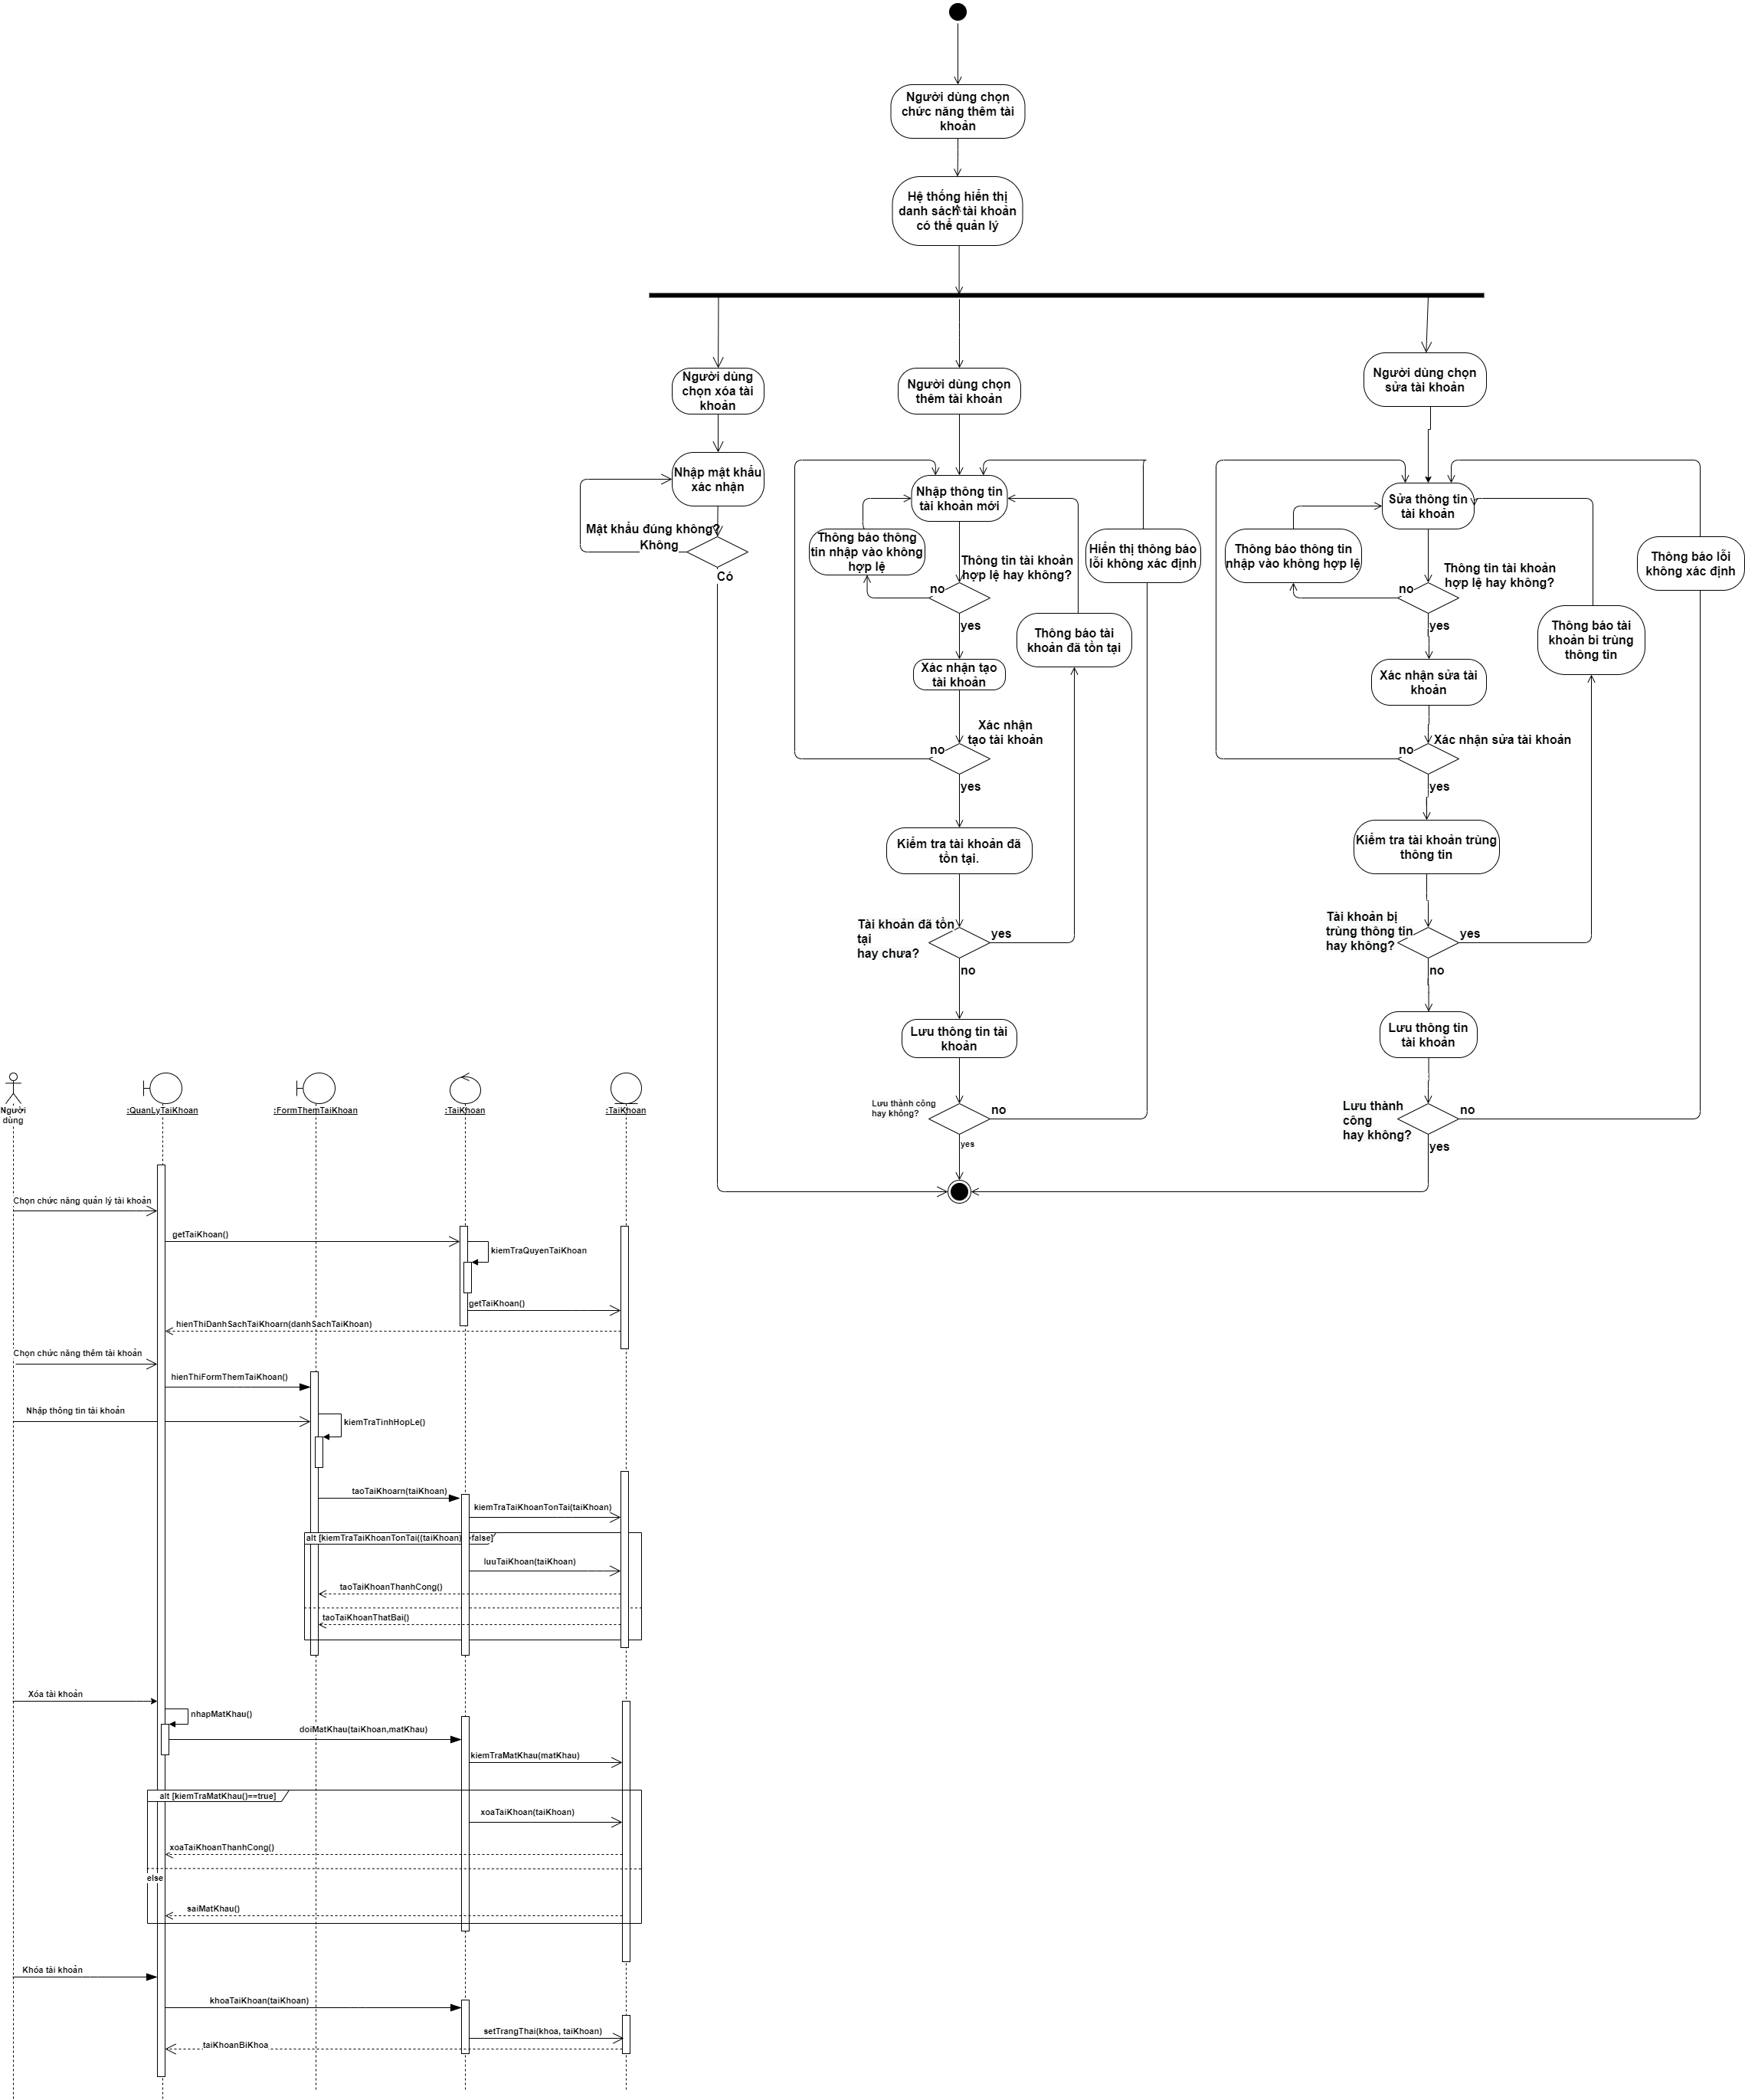 Người dùng chọn
chức năng thêm tài
khoản
Hệ thống hiển thị
danh sách tài khoản
có thể quản lý
Người dùng
chọn xóa tài
khoản
Nhập mật khẩu
xác nhận
Mật khẩu đúng không?
Không
Có
Người dùng chọn
thêm tài khoản
Nhập thông tin
tài khoản mới
Thông báo thông
tin nhập vào không
hợp lệ
Thông tin tài khoản
hợp lệ hay không?
no
yes
Hiển thị thông báo
lỗi không xác định
Thông báo tài
khoản đã tồn tại
Xác nhận tạo
tài khoản
Xác nhận
tạo tài khoản
no
yes
Kiểm tra tài khoản đã
tồn tại.
Tài khoản đã tồn
tại
hay chưa?
yes
no
Lưu thông tin tài
khoản
Lưu thành công
hay không?
no
yes
Người dùng chọn
sửa tài khoản
Sửa thông tin
tài khoản
Thông báo thông tin
nhập vào không hợp lệ
Thông tin tài khoản
hợp lệ hay không?
no
yes
Thông báo lỗi
không xác định
Thông báo tài
khoản bi trùng
thông tin
Xác nhận sửa tài
khoản
Xác nhận sửa tài khoản
no
yes
Kiểm tra tài khoản trùng
thông tin
Tài khoản bị
trùng thông tin
hay không?
yes
no
Lưu thông tin
tài khoản
Lưu thành
công
hay không?
no
yes
Người
dùng
:QuanLyTaiKhoan
:FormThemTaiKhoan
:TaiKhoan
:TaiKhoan
Chọn chức năng quản lý tài khoản
getTaiKhoan()
kiemTraQuyenTaiKhoan
getTaiKhoan()
hienThiDanhSachTaiKhoarn(danhSachTaiKhoan)
Chọn chức năng thêm tài khoản
hienThiFormThemTaiKhoan()
Nhập thông tin tài khoản
kiemTraTinhHopLe()
taoTaiKhoarn(taiKhoan)
kiemTraTaiKhoanTonTai(taiKhoan)
alt [kiemTraTaiKhoanTonTai((taiKhoan) =false]
luuTaiKhoan(taiKhoan)
taoTaiKhoanThanhCong()
taoTaiKhoanThatBai()
Xóa tài khoản
nhapMatKhau()
doiMatKhau(taiKhoan,matKhau)
kiemTraMatKhau(matKhau)
alt [kiemTraMatKhau()==true]
xoaTaiKhoan(taiKhoan)
xoaTaiKhoanThanhCong()
else
saiMatKhau()
Khóa tài khoản
khoaTaiKhoan(taiKhoan)
setTrangThai(khoa, taiKhoan)
taiKhoanBiKhoa